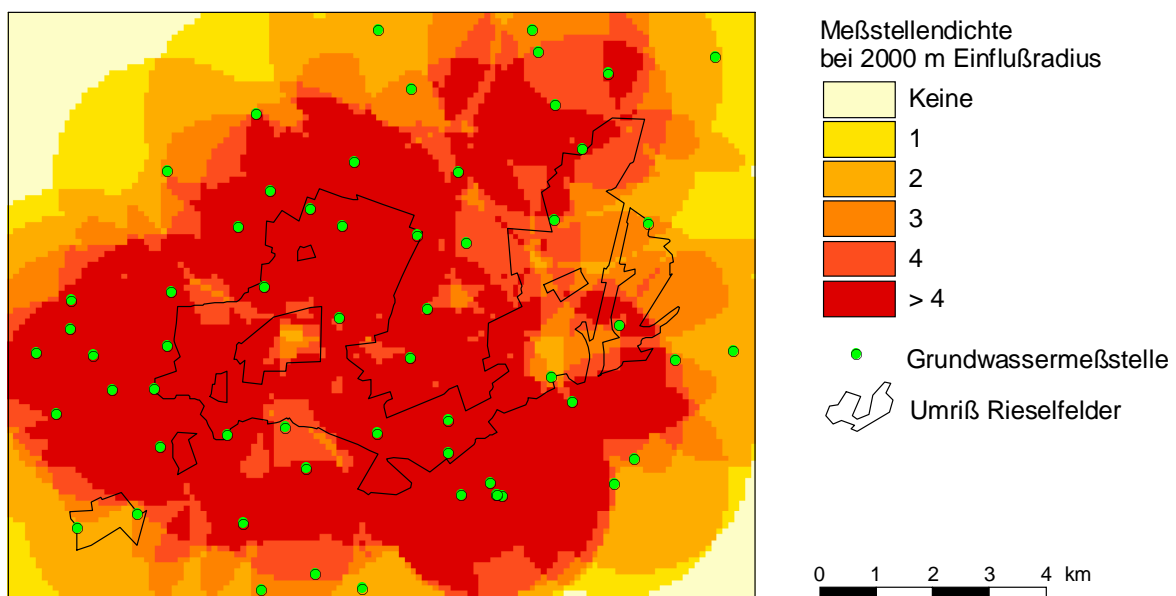 Meßstellendichte
bei 2000 m Einflußradius
Keine
1
2
3
4
> 4
Grundwassermeßstelle
Umriß Rieselfelder
0 1 2 3 4 km